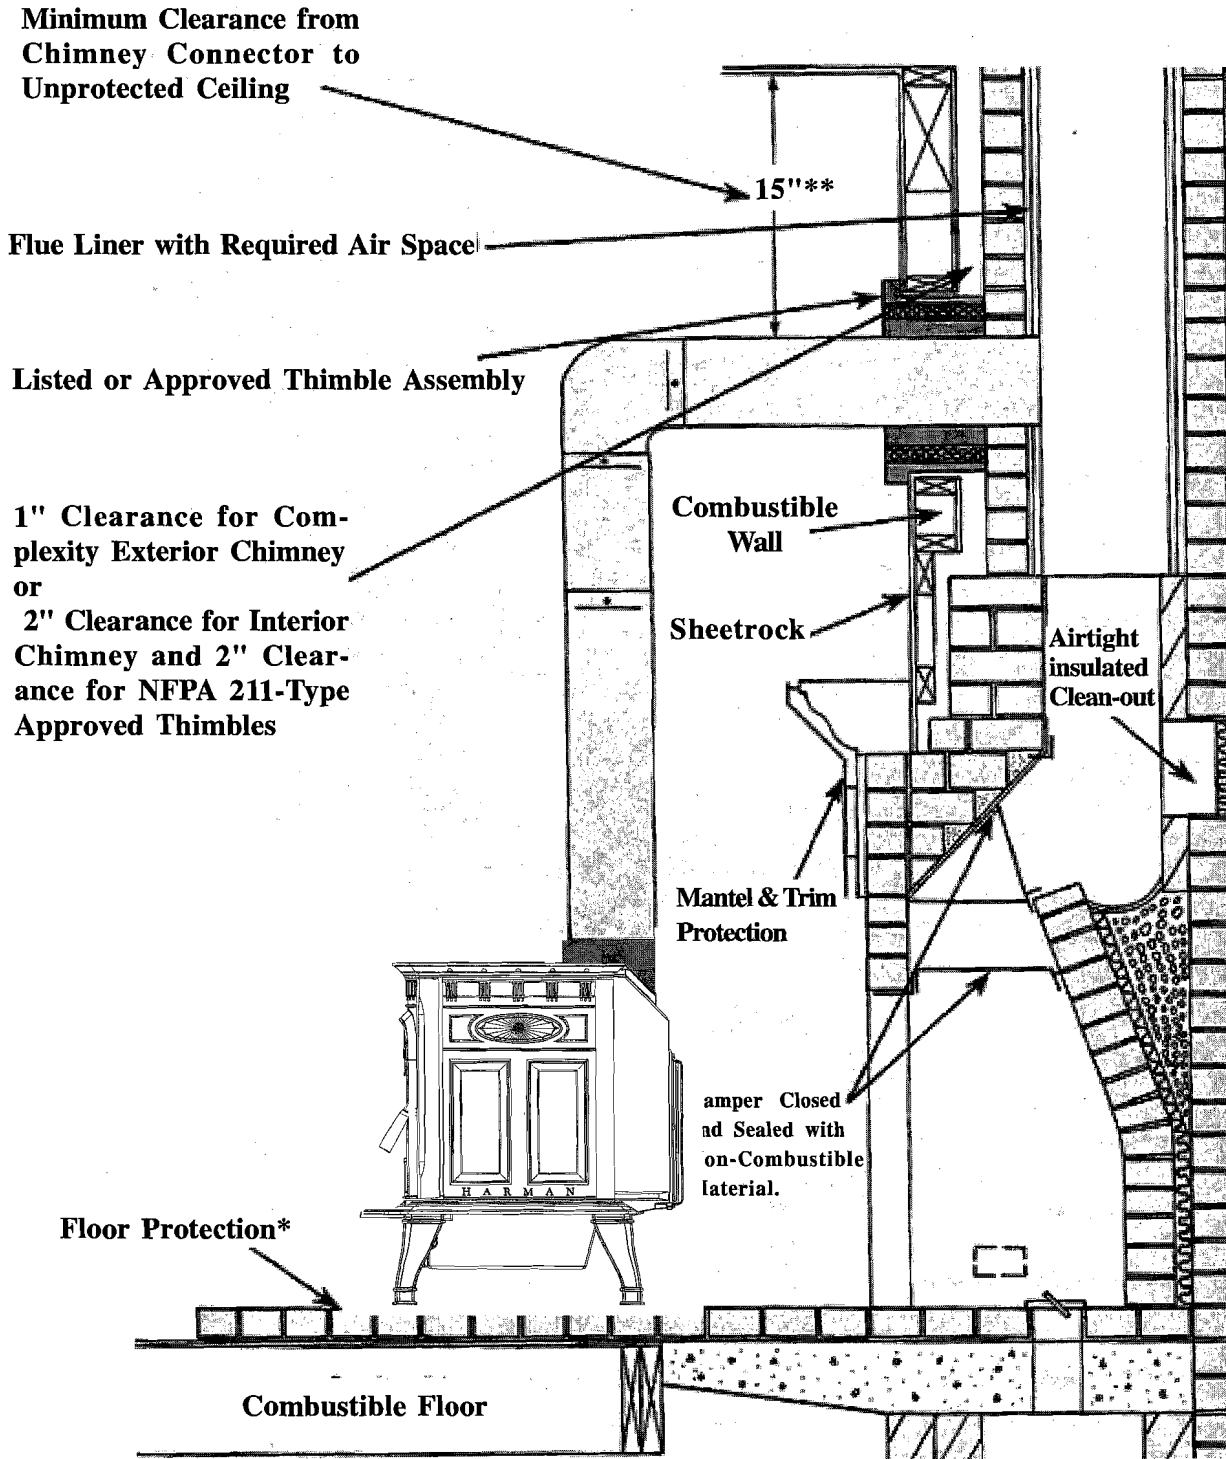 Minimum Clearance from
Chimney Connector to
Unprotected Ceiling
15"**
Flue Liner with Required Air Space
Listed or Approved Thimble Assembly
1" Clearance for Com-
plexity Exterior Chimney
or
2" Clearance for Interior
Chimney and 2" Clear-
ance for NFPA 211-Type
Approved Thimbles
Combustible
Wall
Sheetrock
Airtight
insulated
Clean-out
Mantel & Trim
Protection
amper Closed
nd Sealed with
on-Combustible
laterial.
HARMAN
Floor Protection*
Combustible Floor